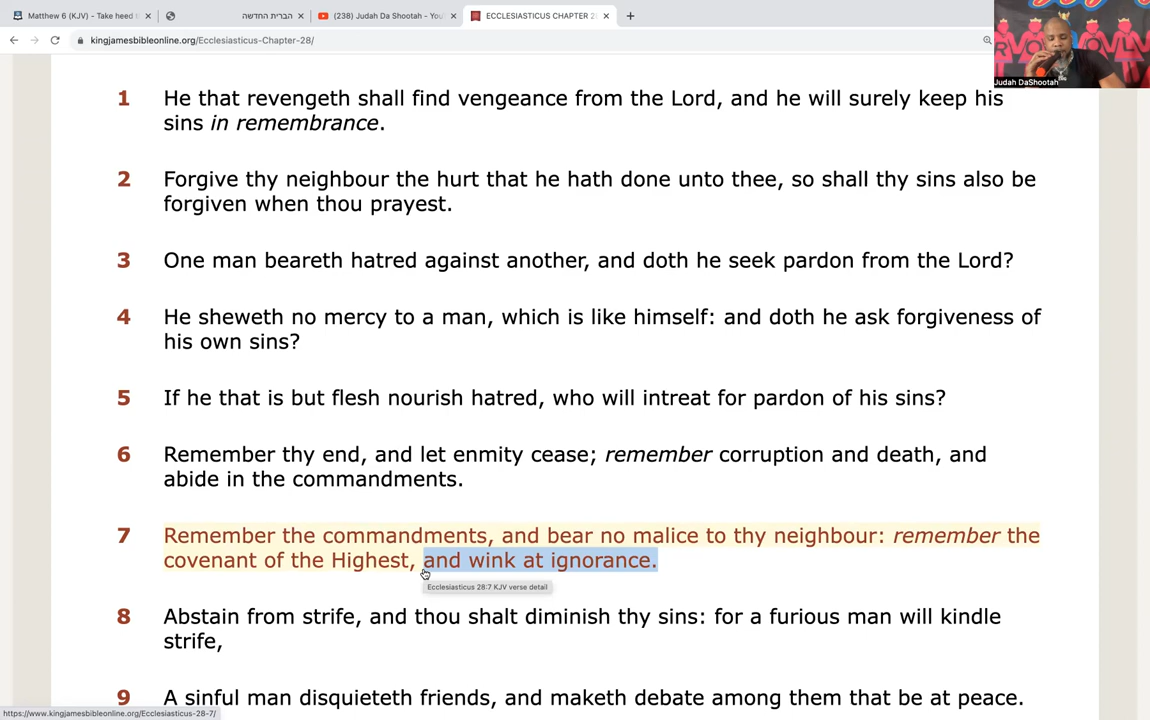 Matthew 6 (KJV) - Take heed
הברית החדשה
(238) Judah Da Shootah - You
ECCLESIASTICUS CHAPTER 28
kingjamesbibleonline.org/Ecclesiasticus-Chapter-28/
Judah DaShootah
1 He that revengeth shall find vengeance from the Lord, and he will surely keep his
sins in remembrance.
2 Forgive thy neighbour the hurt that he hath done unto thee, so shall thy sins also be
forgiven when thou prayest.
3 One man beareth hatred against another, and doth he seek pardon from the Lord?
4 He sheweth no mercy to a man, which is like himself: and doth he ask forgiveness of
his own sins?
5 If he that is but flesh nourish hatred, who will intreat for pardon of his sins?
6 Remember thy end, and let enmity cease; remember corruption and death, and
abide in the commandments.
7 Remember the commandments, and bear no malice to thy neighbour: remember the
covenant of the Highest, and wink at ignorance.
Ecclesiasticus 28:7 KJV verse detail
8 Abstain from strife, and thou shalt diminish thy sins: for a furious man will kindle
strife,
9 A sinful man disquieteth friends, and maketh debate among them that be at peace.
https://www.kingjamesbibleonline.org/Ecclesiasticus-28-7/